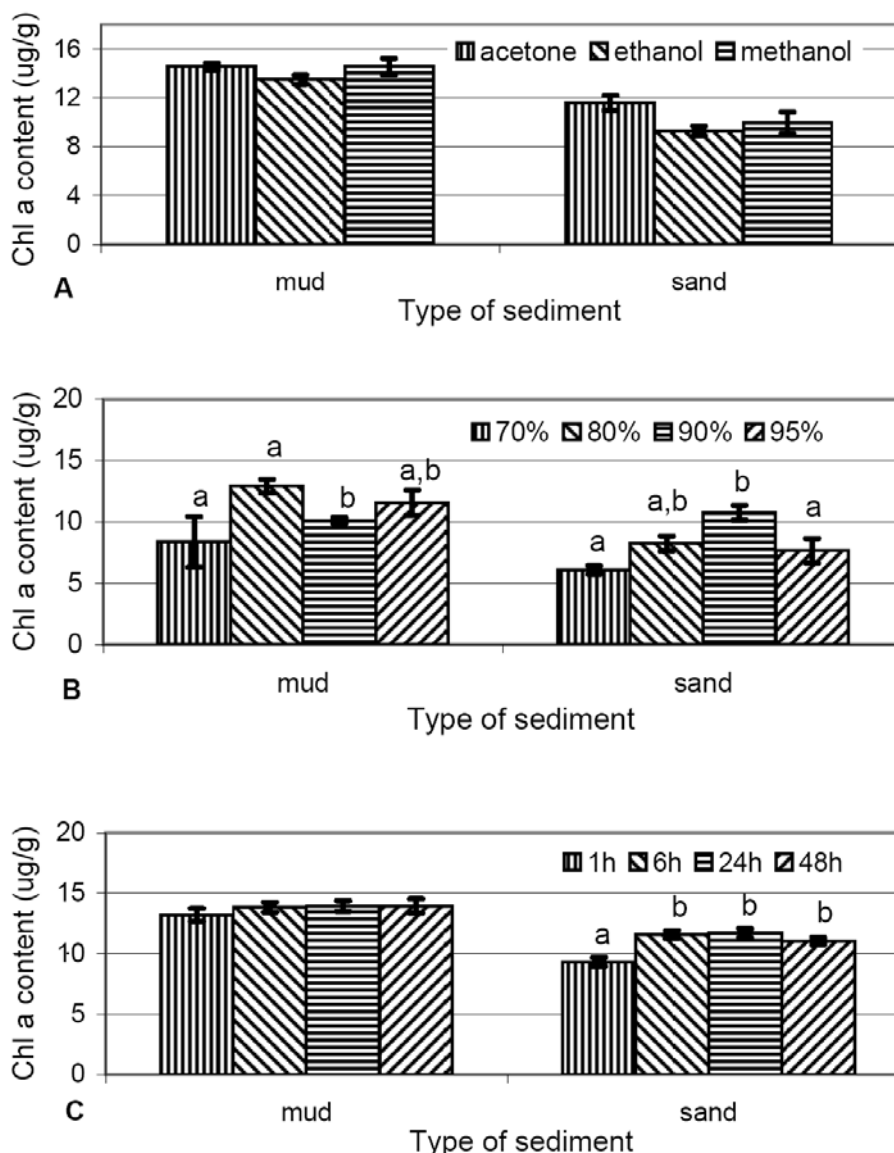 Chl a content (ug/g)
16
12
8
4
0
acetone ethanol methanol
mud sand
A
Type of sediment
Chl a content (ug/g)
20
15
10
5
0
70% 80% 90% 95%
a a b a,b a a,b b a
mud sand
B
Type of sediment
Chl a content (ug/g)
20
15
10
5
0
1h 6h 24h 48h
a b b b
mud sand
C
Type of sediment